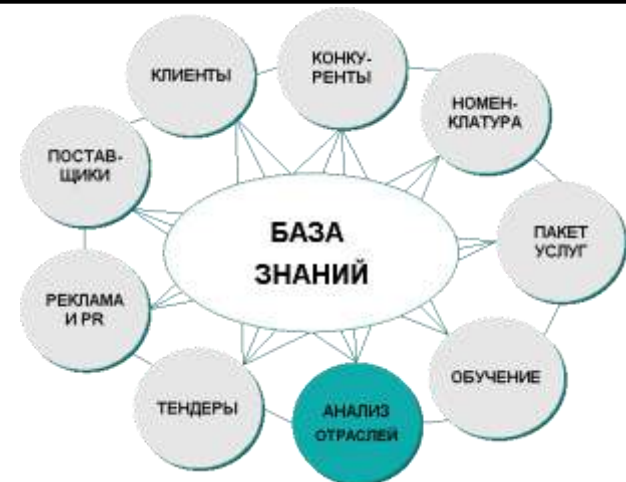 КЛИЕНТЫ
КОНКУ-
РЕНТЫ
НОМЕН-
КЛАТУРА
ПОСТАВ-
ЩИКИ
БАЗА
ЗНАНИЙ
ПАКЕТ
УСЛУГ
РЕКЛАМА
И PR
ОБУЧЕНИЕ
ТЕНДЕРЫ
АНАЛИЗ
ОТРАСЛЕЙ